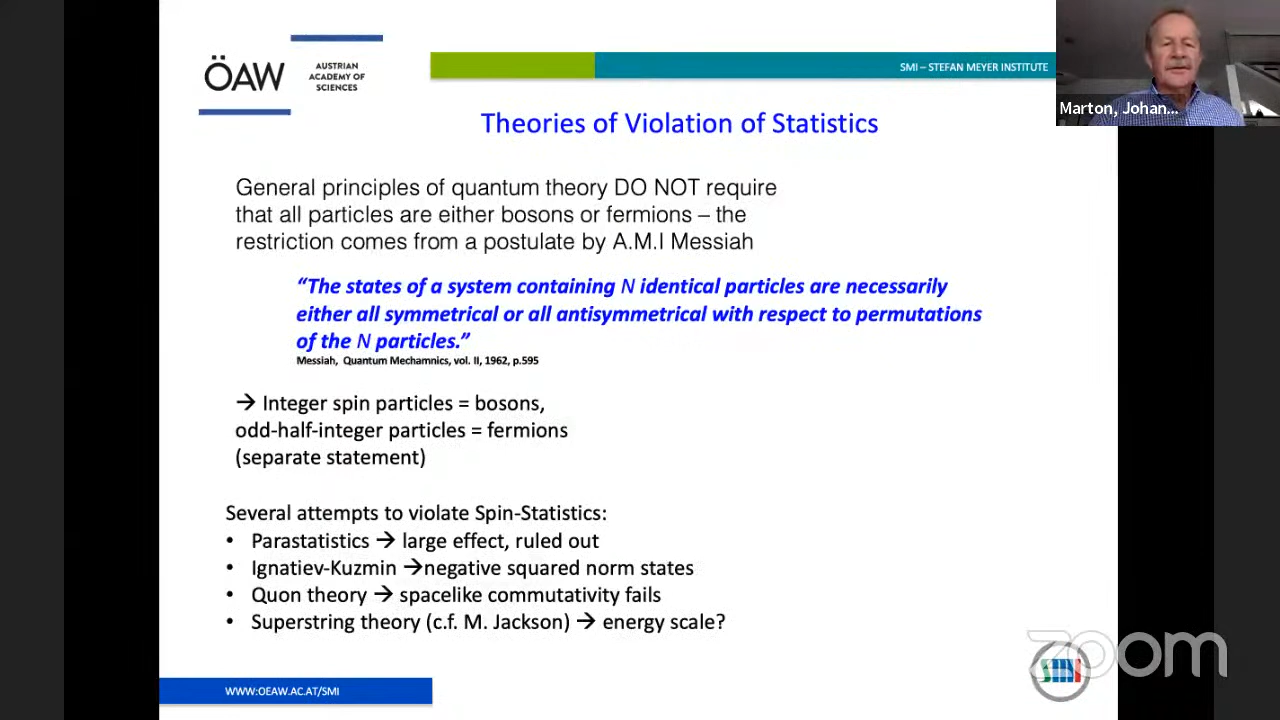 ÖAW
AUSTRIAN
ACADEMY OF
SCIENCES
SMI – STEFAN MEYER INSTITUTE
Marton, Johan...
Theories of Violation of Statistics
General principles of quantum theory DO NOT require
that all particles are either bosons or fermions – the
restriction comes from a postulate by A.M.I Messiah
“The states of a system containing N identical particles are necessarily
either all symmetrical or all antisymmetrical with respect to permutations
of the N particles.”
Messiah, Quantum Mechamnics, vol. II, 1962, p.595
→ Integer spin particles = bosons,
odd-half-integer particles = fermions
(separate statement)
Several attempts to violate Spin-Statistics:
• Parastatistics → large effect, ruled out
• Ignatiev-Kuzmin →negative squared norm states
• Quon theory → spacelike commutativity fails
• Superstring theory (c.f. M. Jackson) → energy scale?
zoom
SMI
WWW.OEAW.AC.AT/SMI